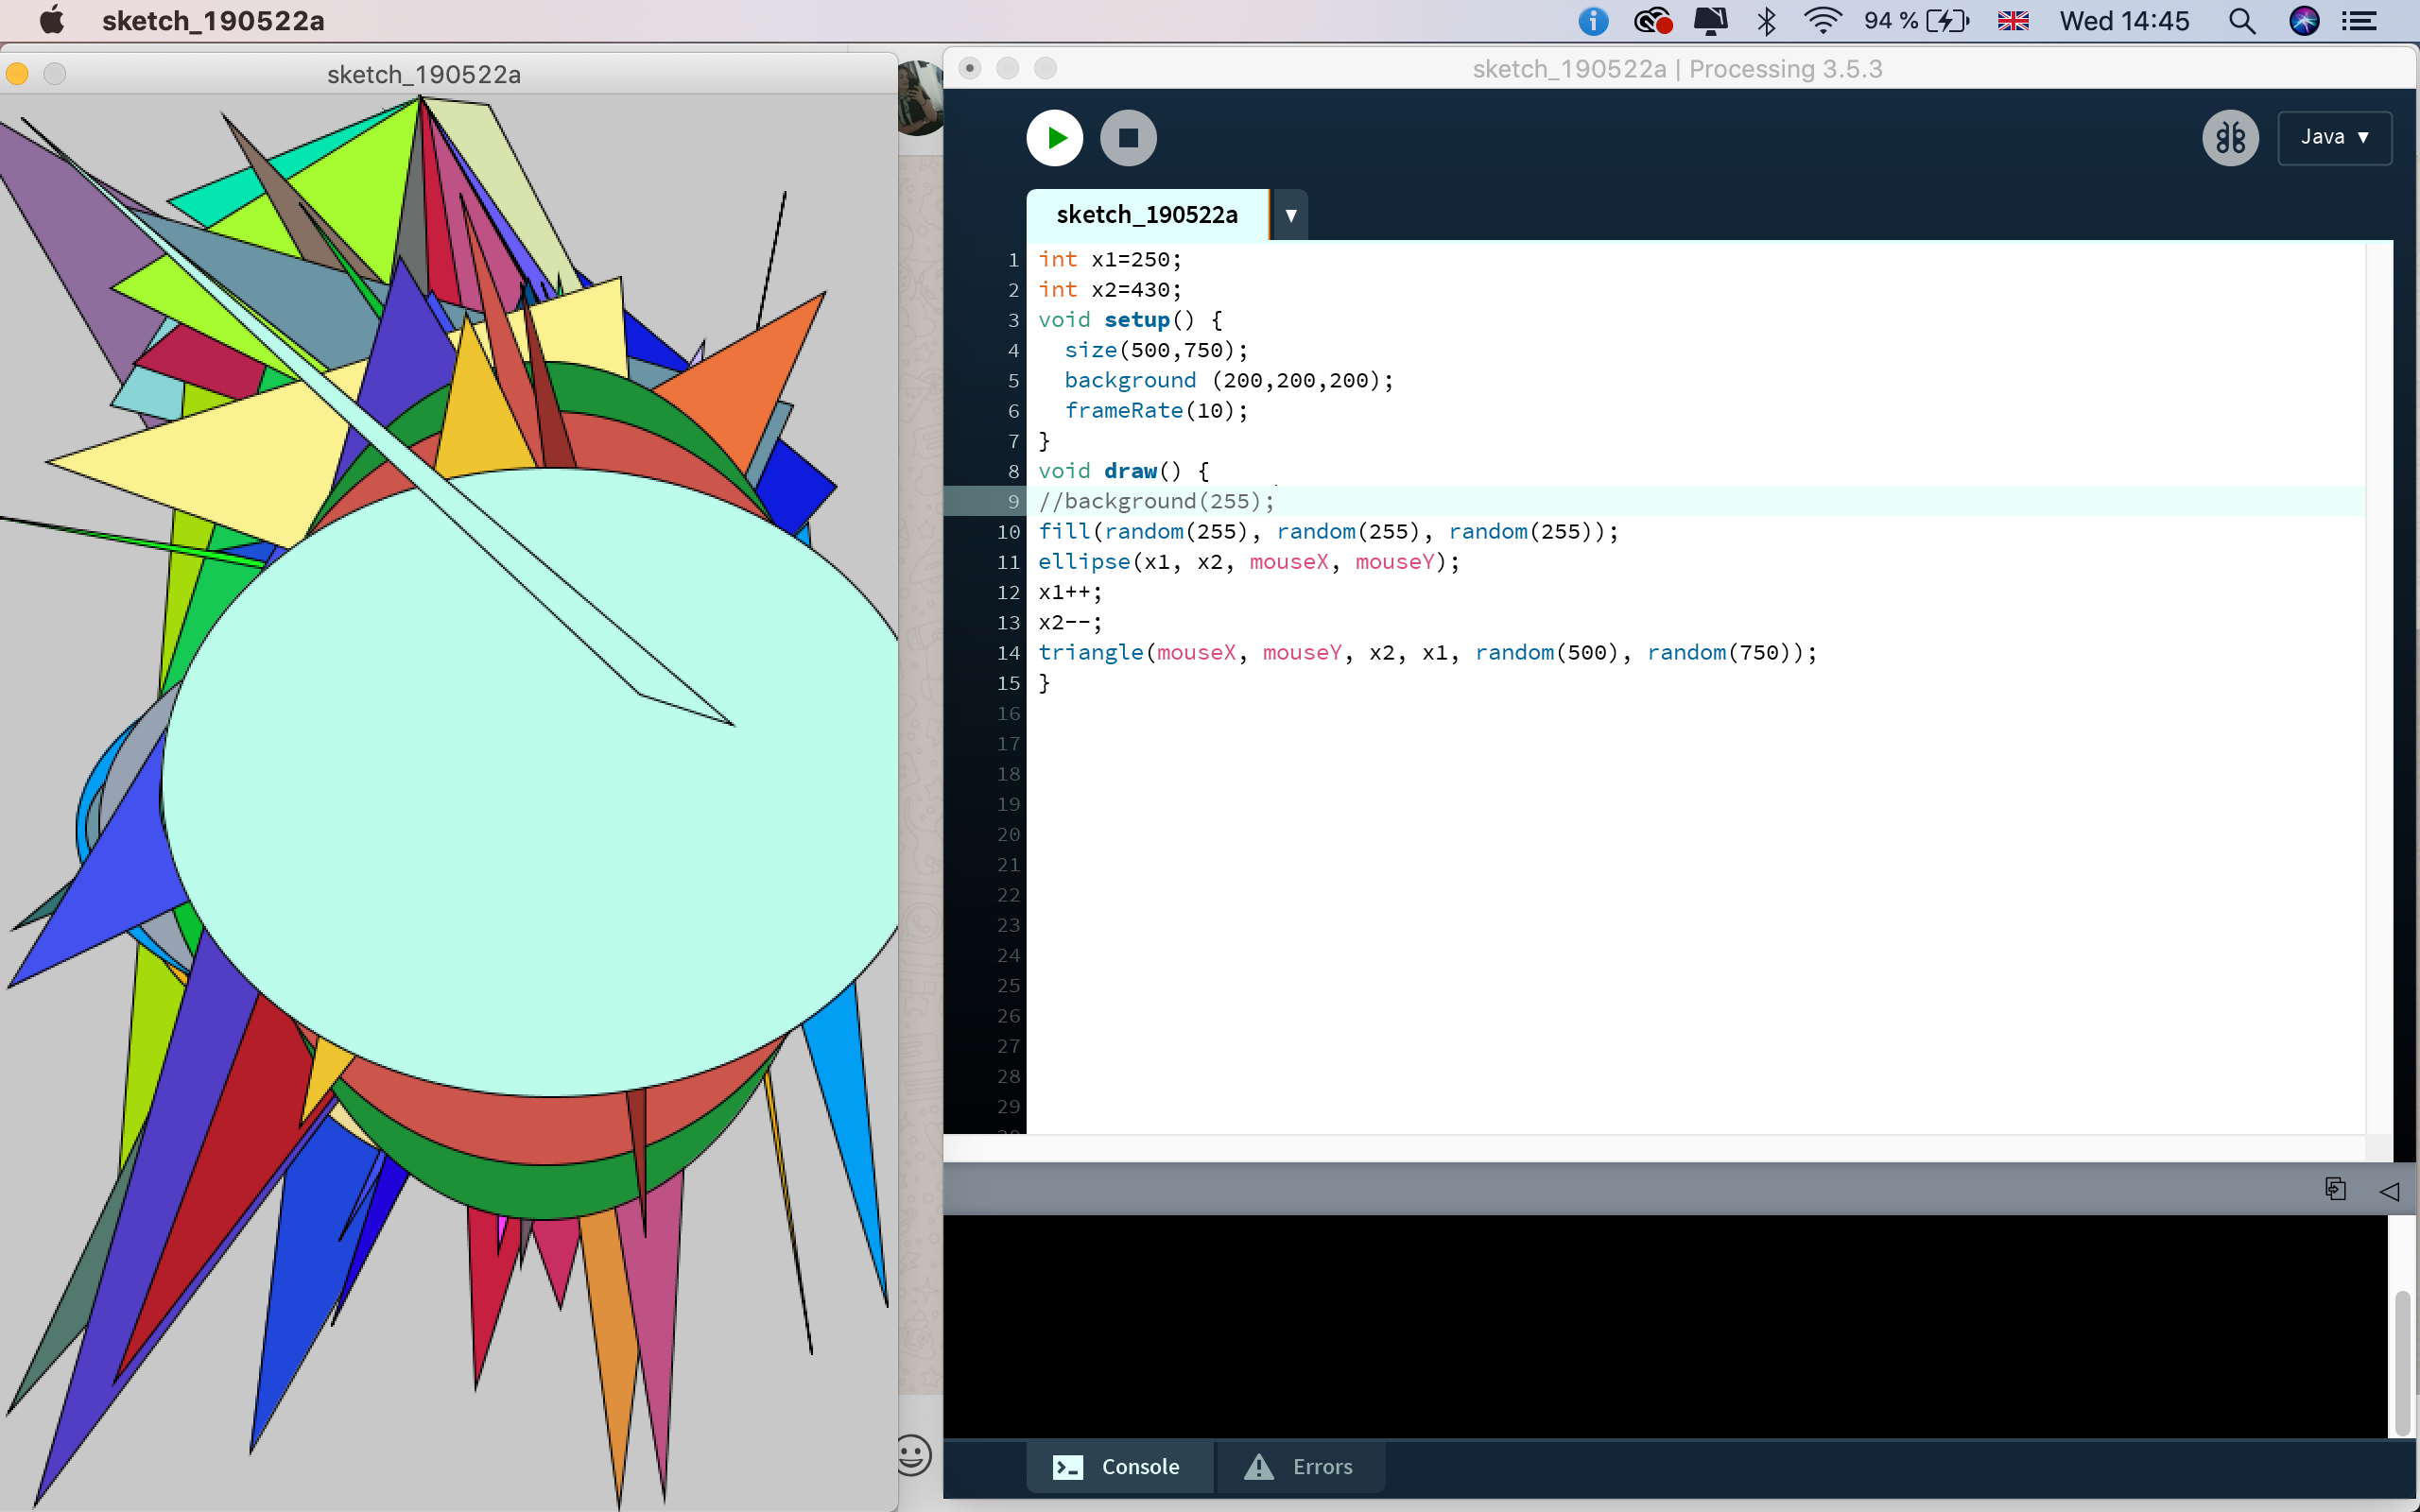 sketch_190522a
94 %
Wed 14:45
sketch_190522a
sketch_190522a | Processing 3.5.3
Java ▼
sketch_190522a ▼
1 int x1=250;
2 int x2=430;
3 void setup() {
4 size(500,750);
5 background (200,200,200);
6 frameRate(10);
7 }
8 void draw() {
9 //background(255);
10 fill(random(255), random(255), random(255));
11 ellipse(x1, x2, mouseX, mouseY);
12 x1++;
13 x2--;
14 triangle(mouseX, mouseY, x2, x1, random(500), random(750));
15 }
16
17
18
19
20
21
22
23
24
25
26
27
28
29
Console
Errors